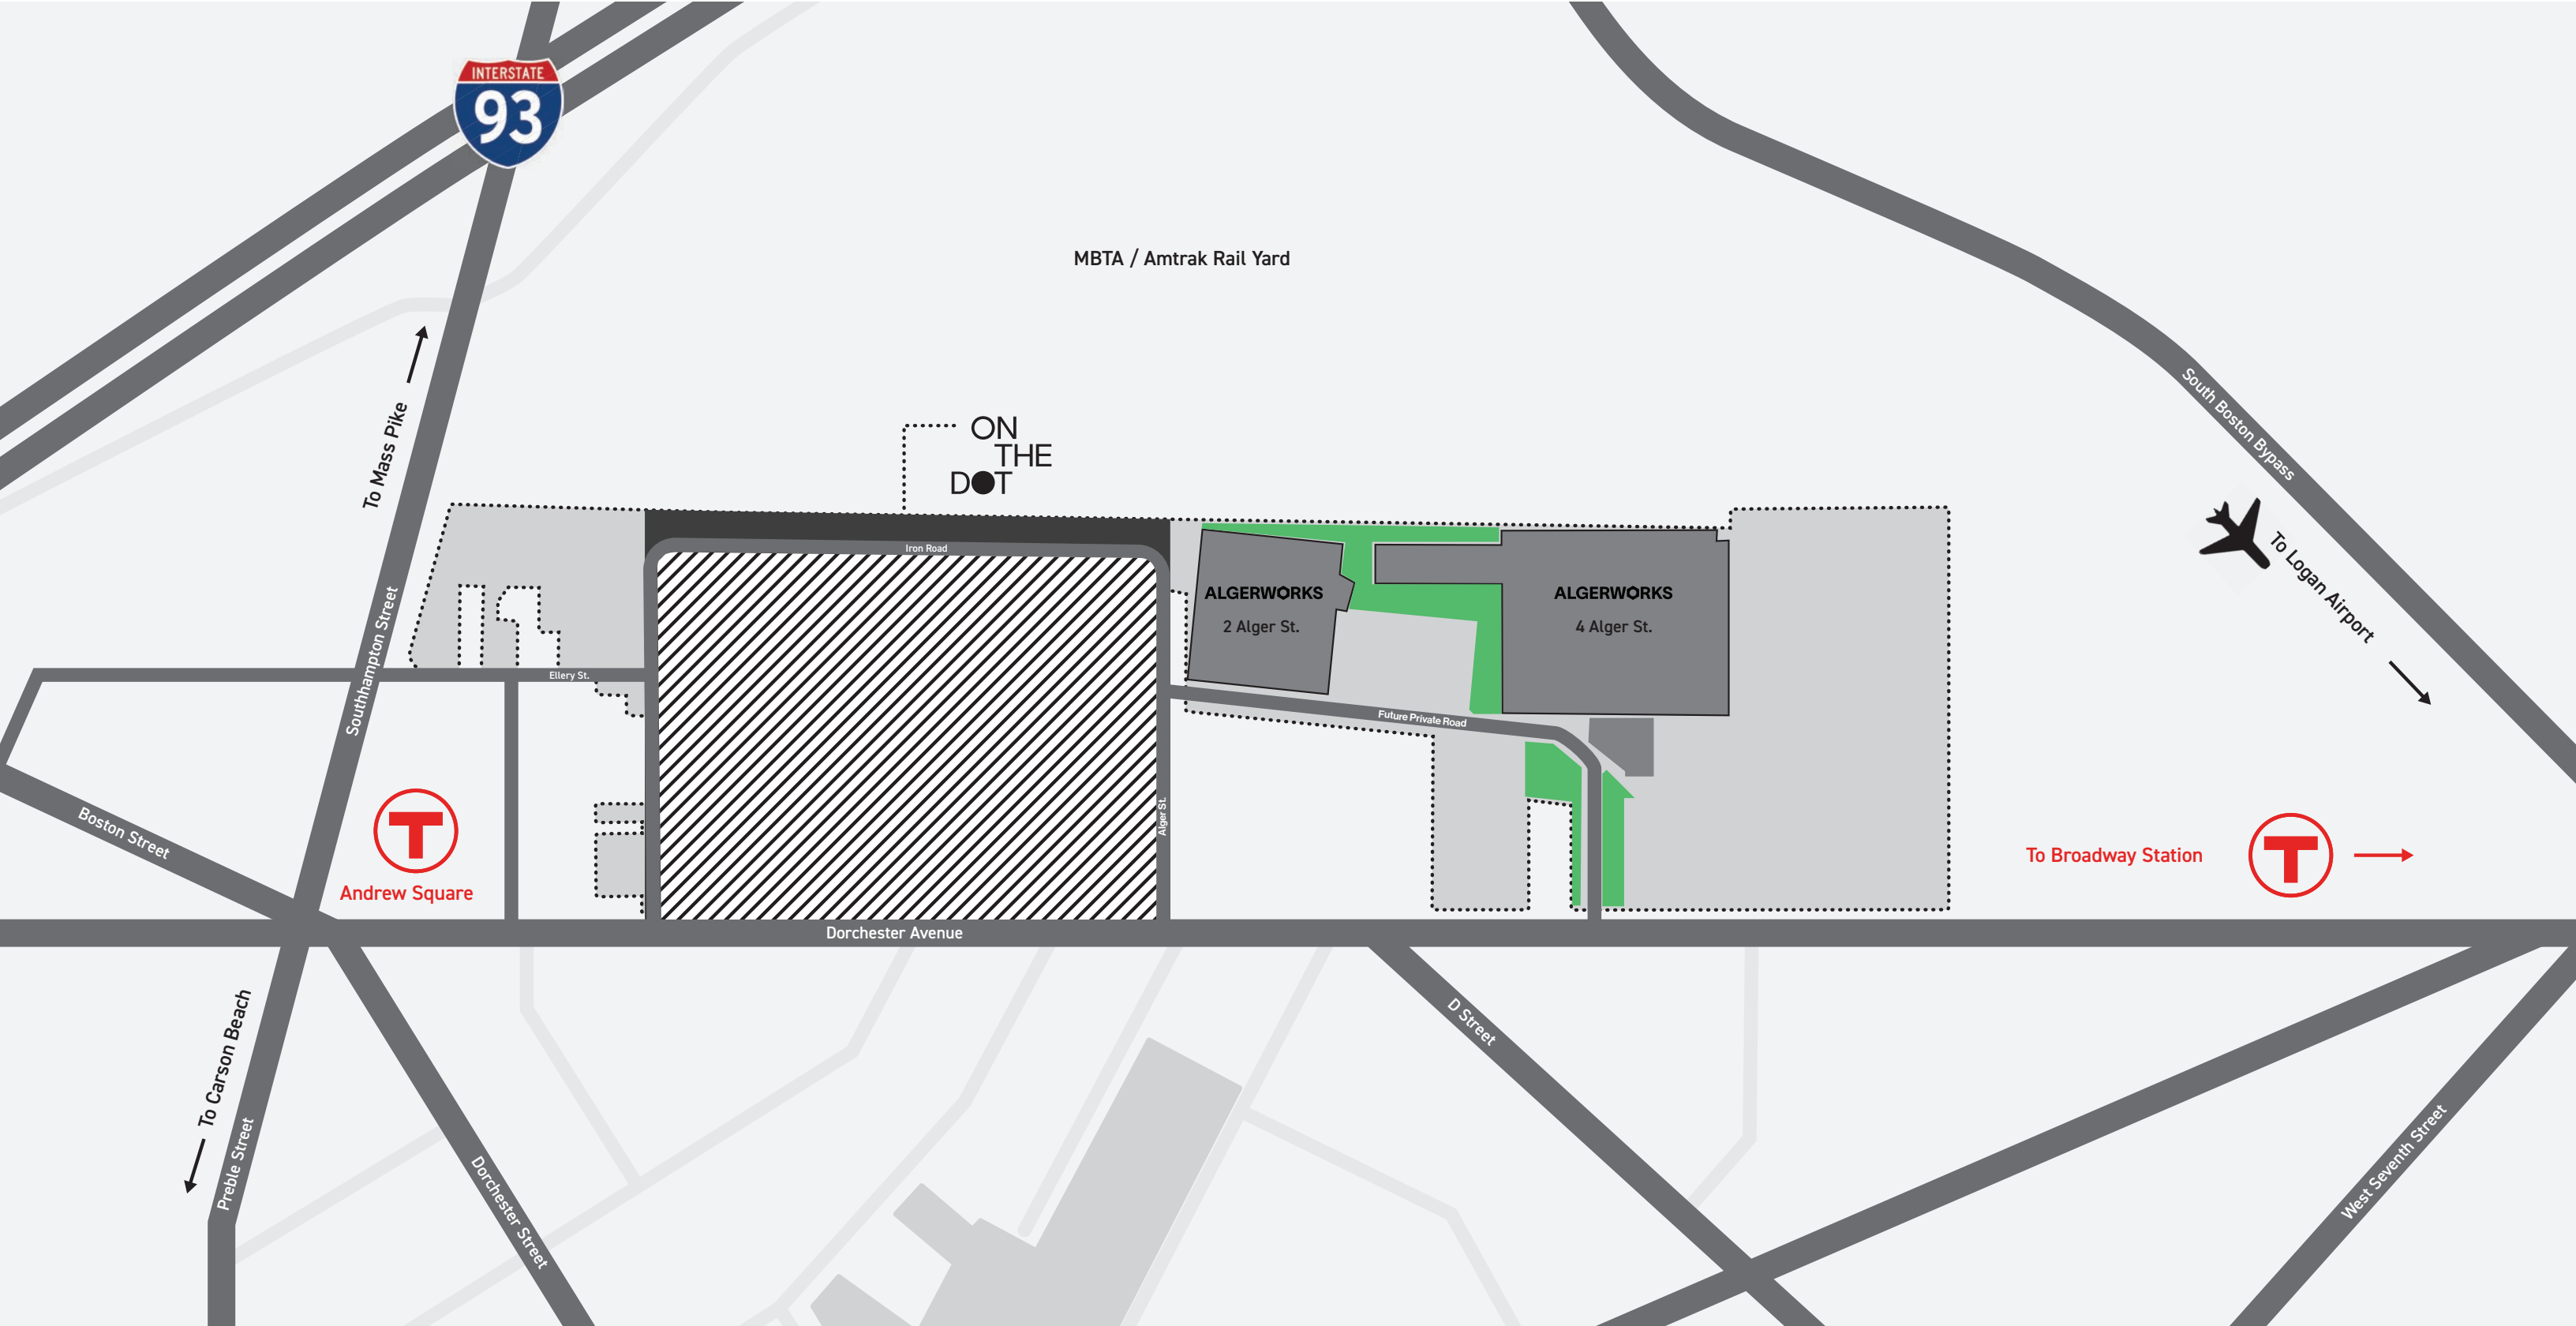 INTERSTATE
93
MBTA / Amtrak Rail Yard
To Mass Pike
South Boston Bypass
ON
THE
DOT
To Logan Airport
Iron Road
ALGERWORKS
2 Alger St.
ALGERWORKS
4 Alger St.
Southhampton Street
Ellery St.
Future Private Road
Alger St.
Boston Street
T
Andrew Square
To Broadway Station
T
Dorchester Avenue
D Street
To Carson Beach
Preble Street
Dorchester Street
West Seventh Street